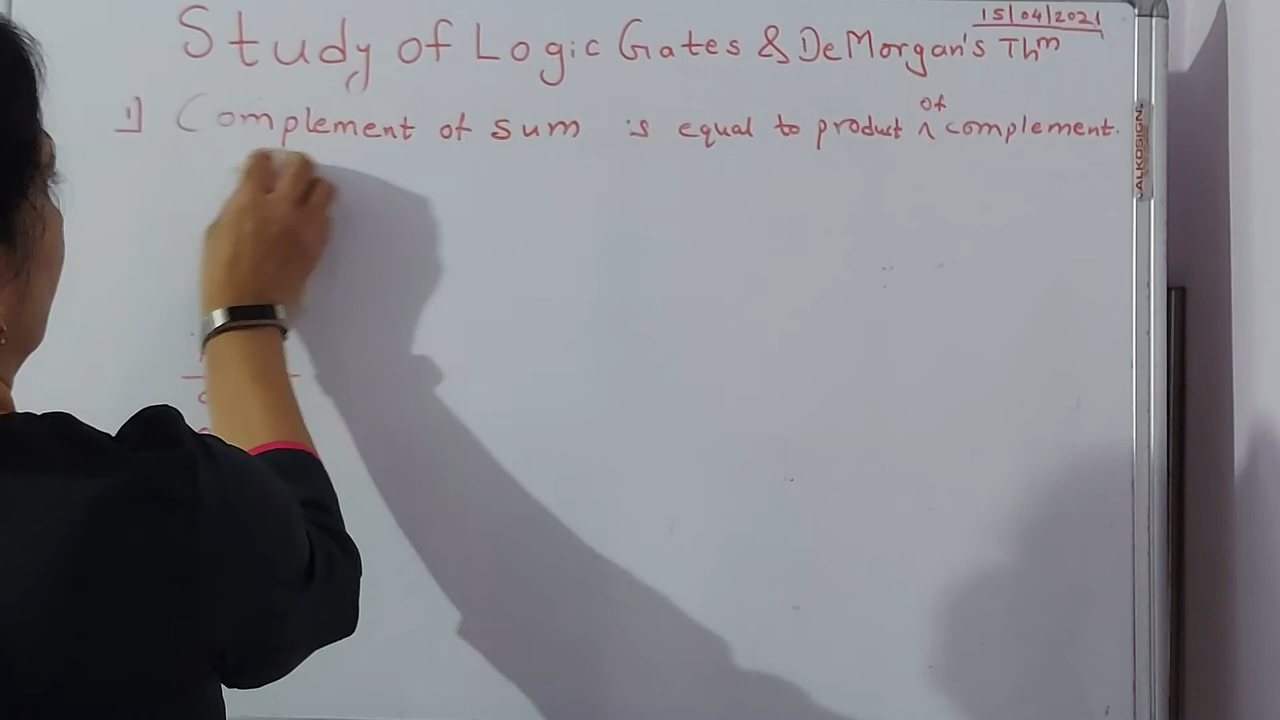 15/04/2021
Study of Logic Gates & DeMorgan's Thm
1) Complement of sum is equal to product ^ complement.
of
ALKOSIGN